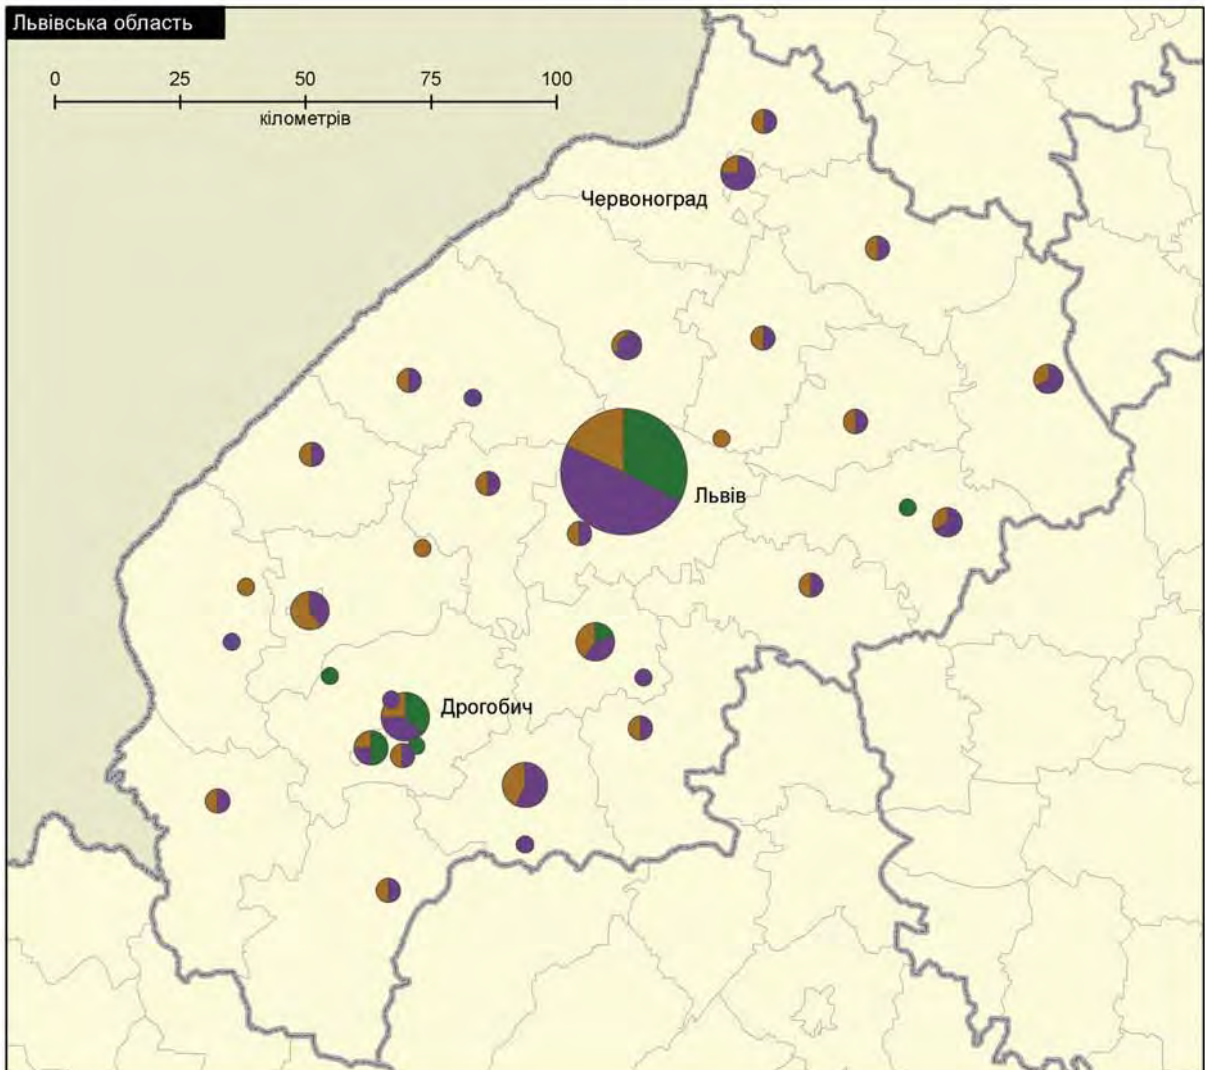 Львівська область
0 25 50 75 100
кілометрів
Червоноград
Львів
Дрогобич